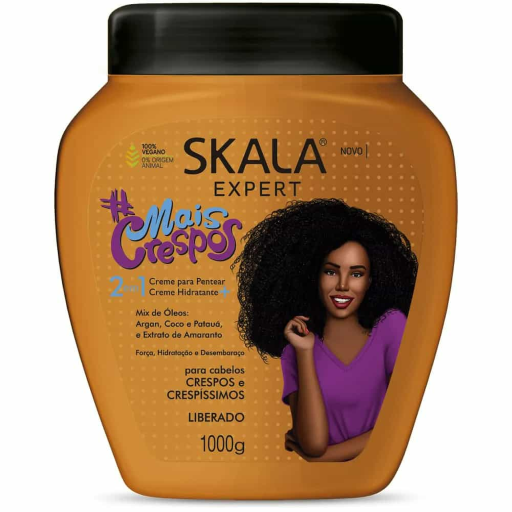 100%
VEGANO
0% ORIGEM
ANIMAL
SKALA®
EXPERT
NOVO
#Mais
Crespos
2em1
Creme para Pentear
Creme Hidratante
Mix de Óleos:
Argan, Coco e Patauá,
e Extrato de Amaranto
Força, Hidratação e Desembaraço
para cabelos
CRESPOS e
CRESPÍSSIMOS
LIBERADO
1000g